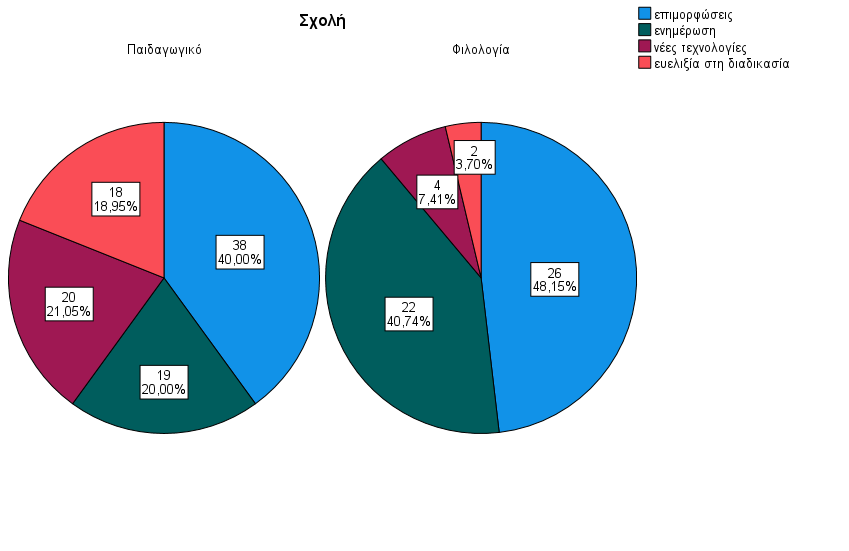 Σχολή
Παιδαγωγικό
Φιλολογία
επιμορφώσεις
ενημέρωση
νέες τεχνολογίες
ευελιξία στη διαδικασία
18
18,95%
38
40,00%
20
21,05%
19
20,00%
2
3,70%
4
7,41%
26
48,15%
22
40,74%